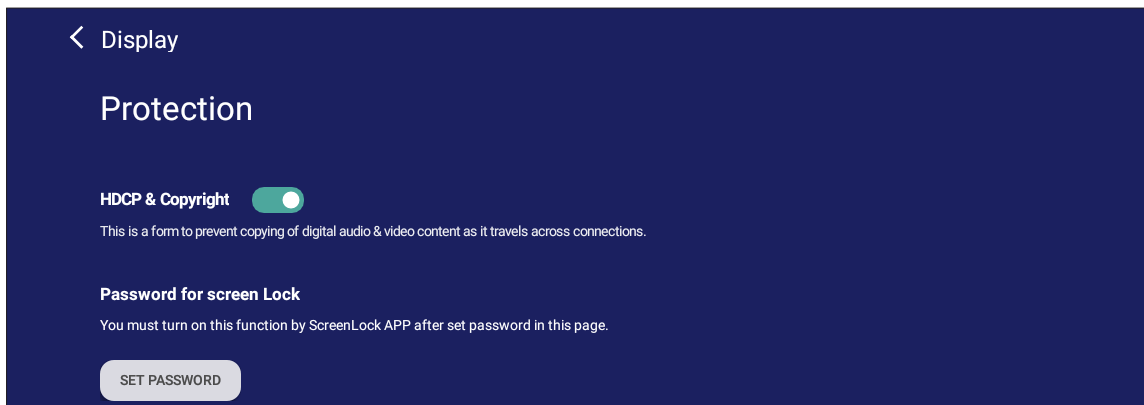 Display
Protection
HDCP & Copyright
This is a form to prevent copying of digital audio & video content as it travels across connections.
Password for screen Lock
You must turn on this function by ScreenLock APP after set password in this page.
SET PASSWORD